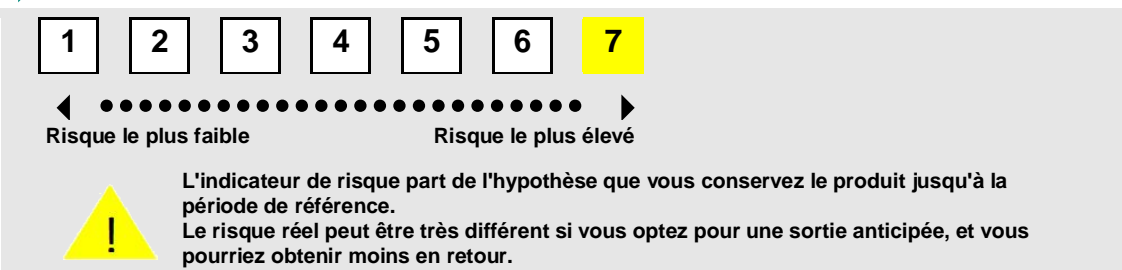 1 2 3 4 5 6 7
Risque le plus faible Risque le plus élevé
L'indicateur de risque part de l'hypothèse que vous conservez le produit jusqu'à la
période de référence.
Le risque réel peut être très différent si vous optez pour une sortie anticipée, et vous
pourriez obtenir moins en retour.
!